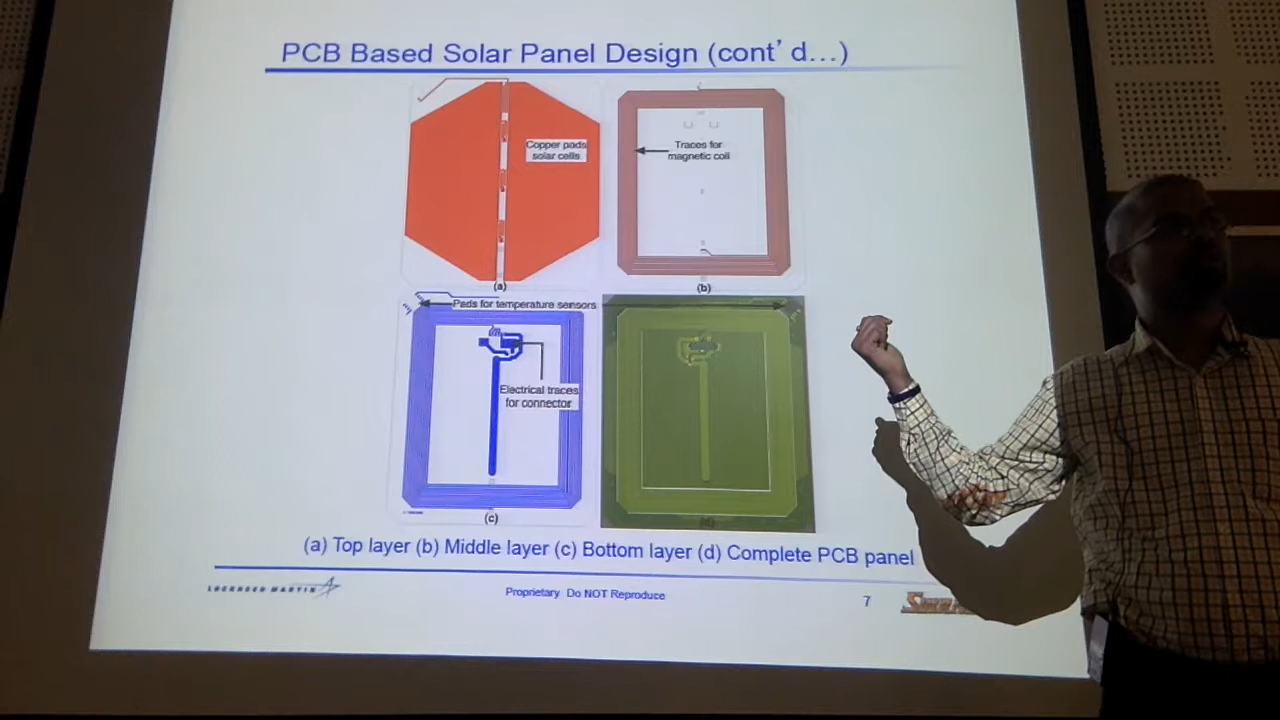 PCB Based Solar Panel Design (cont’ d…)
Copper pads
solar cells
(a)
Traces for
magnetic coil
(b)
Pads for temperature sensors
Electrical traces
for connector
(c)
(d)
(a) Top layer (b) Middle layer (c) Bottom layer (d) Complete PCB panel
LOCKHEED MARTIN
Proprietary Do NOT Reproduce
7